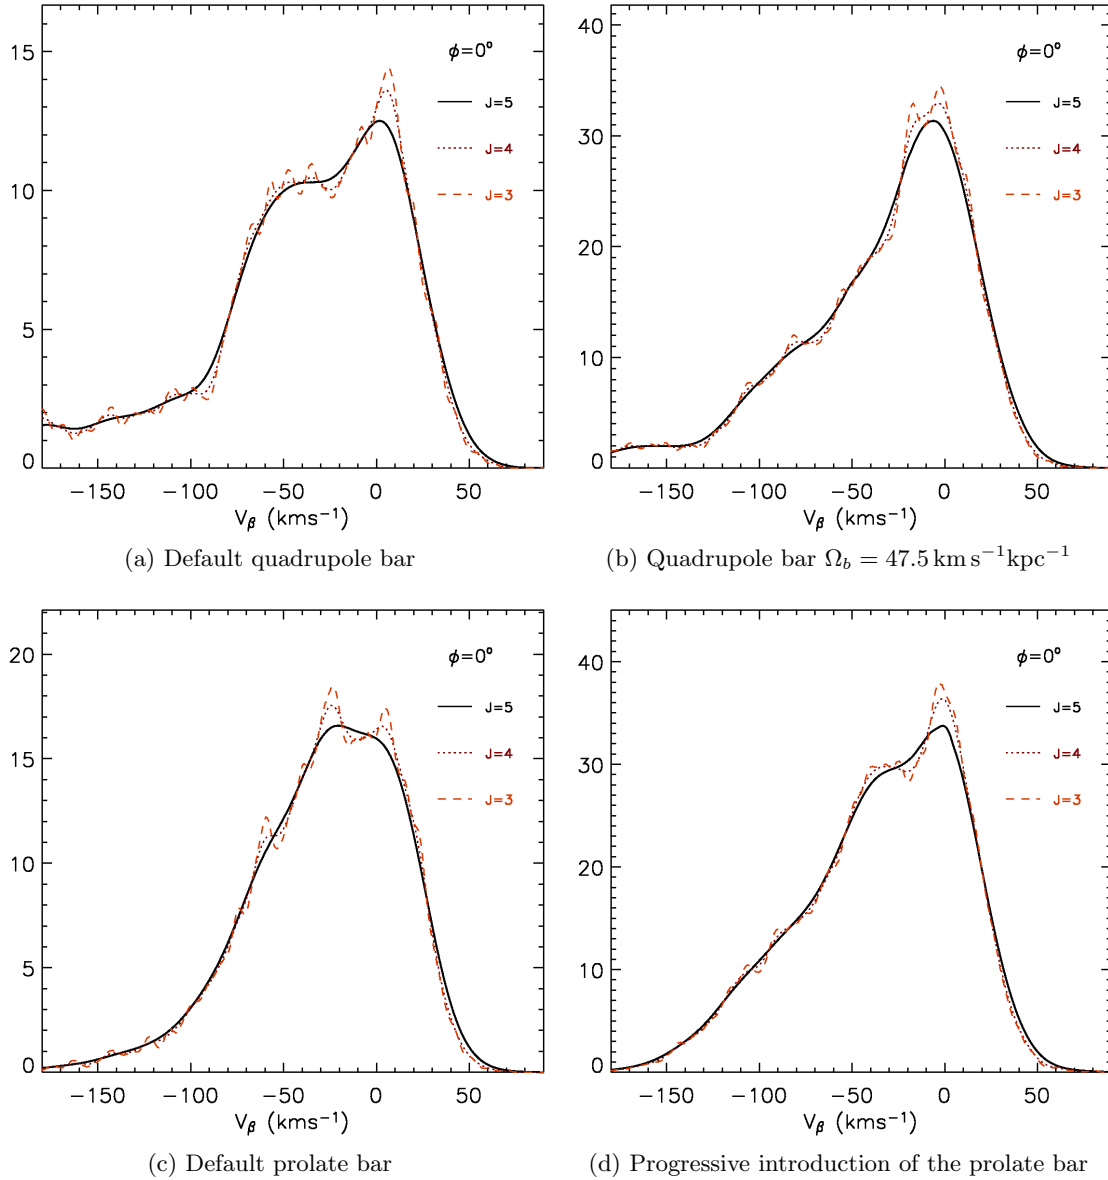 15
10
5
0
φ=0°
J=5
J=4
J=3
−150 −100 −50 0 50
Vβ (kms⁻¹)
(a) Default quadrupole bar
40
30
20
10
0
φ=0°
J=5
J=4
J=3
−150 −100 −50 0 50
Vβ (kms⁻¹)
(b) Quadrupole bar Ω_b = 47.5 km s⁻¹kpc⁻¹
20
15
10
5
0
φ=0°
J=5
J=4
J=3
−150 −100 −50 0 50
Vβ (kms⁻¹)
(c) Default prolate bar
40
30
20
10
0
φ=0°
J=5
J=4
J=3
−150 −100 −50 0 50
Vβ (kms⁻¹)
(d) Progressive introduction of the prolate bar